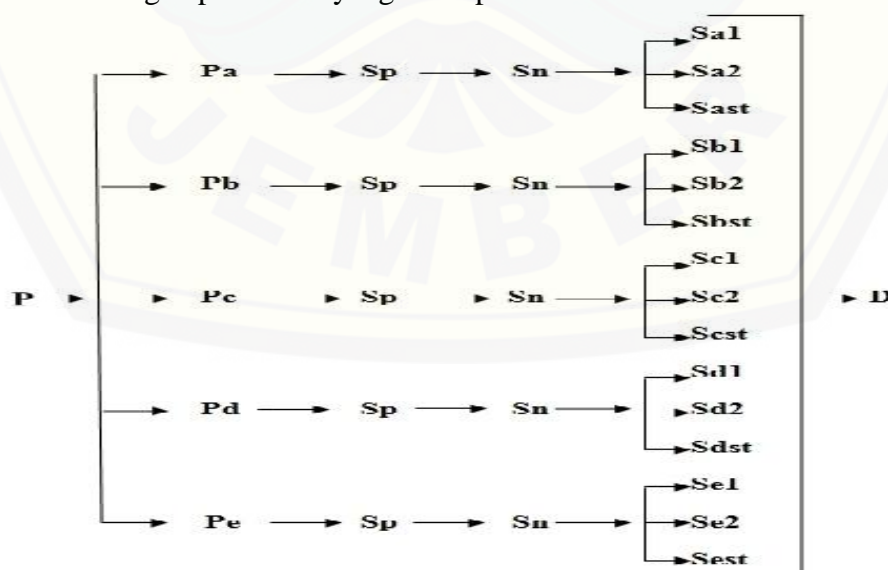 Sa1
Pa Sp Sn Sa2
Sast
Sb1
Pb Sp Sn Sb2
Sbst
Sc1
P Pc Sp Sn Sc2 D
Scst
Sd1
Pd Sp Sn Sd2
Sdst
Se1
Pe Sp Sn Se2
Sest
JEMBER